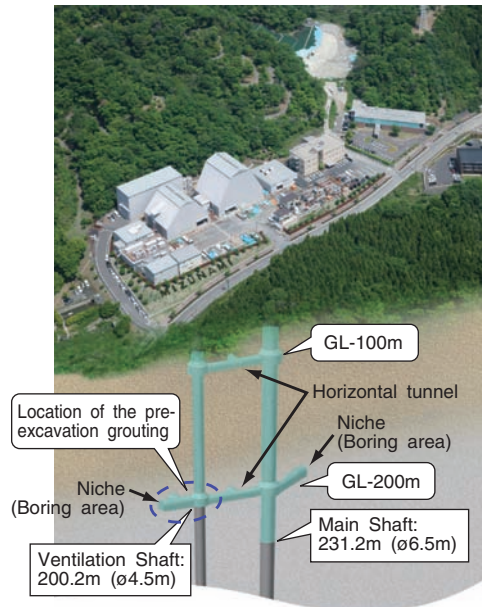 MIZUNAMI
GL-100m
Horizontal tunnel
Location of the pre-
excavation grouting
Niche
(Boring area)
Niche
(Boring area)
GL-200m
Main Shaft:
231.2m (ø6.5m)
Ventilation Shaft:
200.2m (ø4.5m)